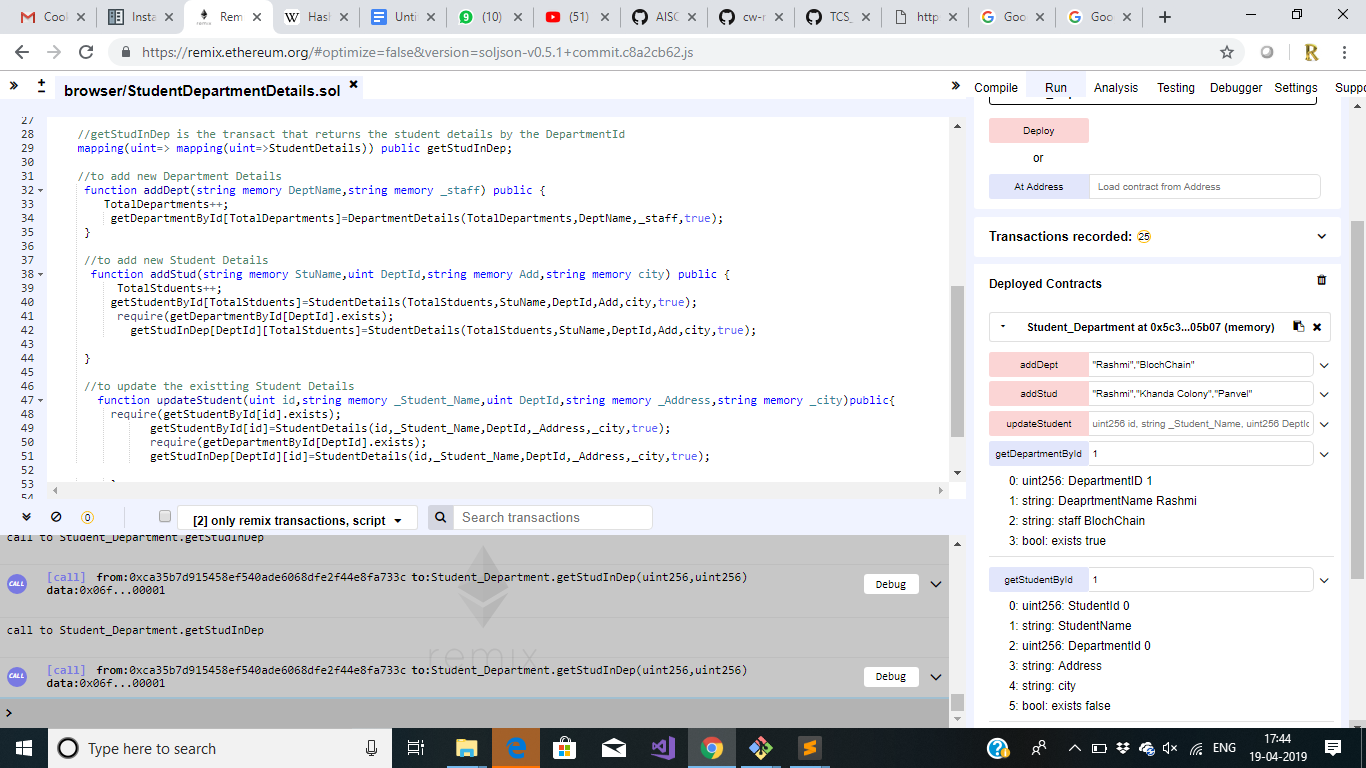 Cool
Insta
Rem
Hasl
Unti
9 (10)
(51)
AISC
cw-r
TCS_
http
Goo
Goo
https://remix.ethereum.org/#optimize=false&version=soljson-v0.5.1+commit.c8a2cb62.js
browser/StudentDepartmentDetails.sol
Compile Run Analysis Testing Debugger Settings Suppo
27
28 //getStudInDep is the transact that returns the student details by the DepartmentId
29 mapping(uint=> mapping(uint=>StudentDetails)) public getStudInDep;
30
31 //to add new Department Details
32 function addDept(string memory DeptName,string memory _staff) public {
33 TotalDepartments++;
34 getDepartmentById[TotalDepartments]=DepartmentDetails(TotalDepartments,DeptName,_staff,true);
35 }
36
37 //to add new Student Details
38 function addStud(string memory StuName,uint DeptId,string memory Add,string memory city) public {
39 TotalStduents++;
40 getStudentById[TotalStduents]=StudentDetails(TotalStduents,StuName,DeptId,Add,city,true);
41 require(getDepartmentById[DeptId].exists);
42 getStudInDep[DeptId][TotalStduents]=StudentDetails(TotalStduents,StuName,DeptId,Add,city,true);
43
44 }
45
46 //to update the existting Student Details
47 function updateStudent(uint id,string memory _Student_Name,uint DeptId,string memory _Address,string memory _city)public{
48 require(getStudentById[id].exists);
49 getStudentById[id]=StudentDetails(id,_Student_Name,DeptId,_Address,_city,true);
50 require(getDepartmentById[DeptId].exists);
51 getStudInDep[DeptId][id]=StudentDetails(id,_Student_Name,DeptId,_Address,_city,true);
52
53 }
54
0
[2] only remix transactions, script
Search transactions
call to Student_Department.getStudInDep
CALL [call] from:0xca35b7d915458ef540ade6068dfe2f44e8fa733c to:Student_Department.getStudInDep(uint256,uint256)
data:0x06f...00001
Debug
call to Student_Department.getStudInDep
remix
CALL [call] from:0xca35b7d915458ef540ade6068dfe2f44e8fa733c to:Student_Department.getStudInDep(uint256,uint256)
data:0x06f...00001
Debug
>
Deploy
or
At Address Load contract from Address
Transactions recorded: 25
Deployed Contracts
Student_Department at 0x5c3...05b07 (memory)
addDept "Rashmi","BlochChain"
addStud "Rashmi","Khanda Colony","Panvel"
updateStudent uint256 id, string _Student_Name, uint256 DeptId
getDepartmentById 1
0: uint256: DepartmentID 1
1: string: DeaprtmentName Rashmi
2: string: staff BlochChain
3: bool: exists true
getStudentById 1
0: uint256: StudentId 0
1: string: StudentName
2: uint256: DepartmentId 0
3: string: Address
4: string: city
5: bool: exists false
Type here to search
ENG
17:44
19-04-2019